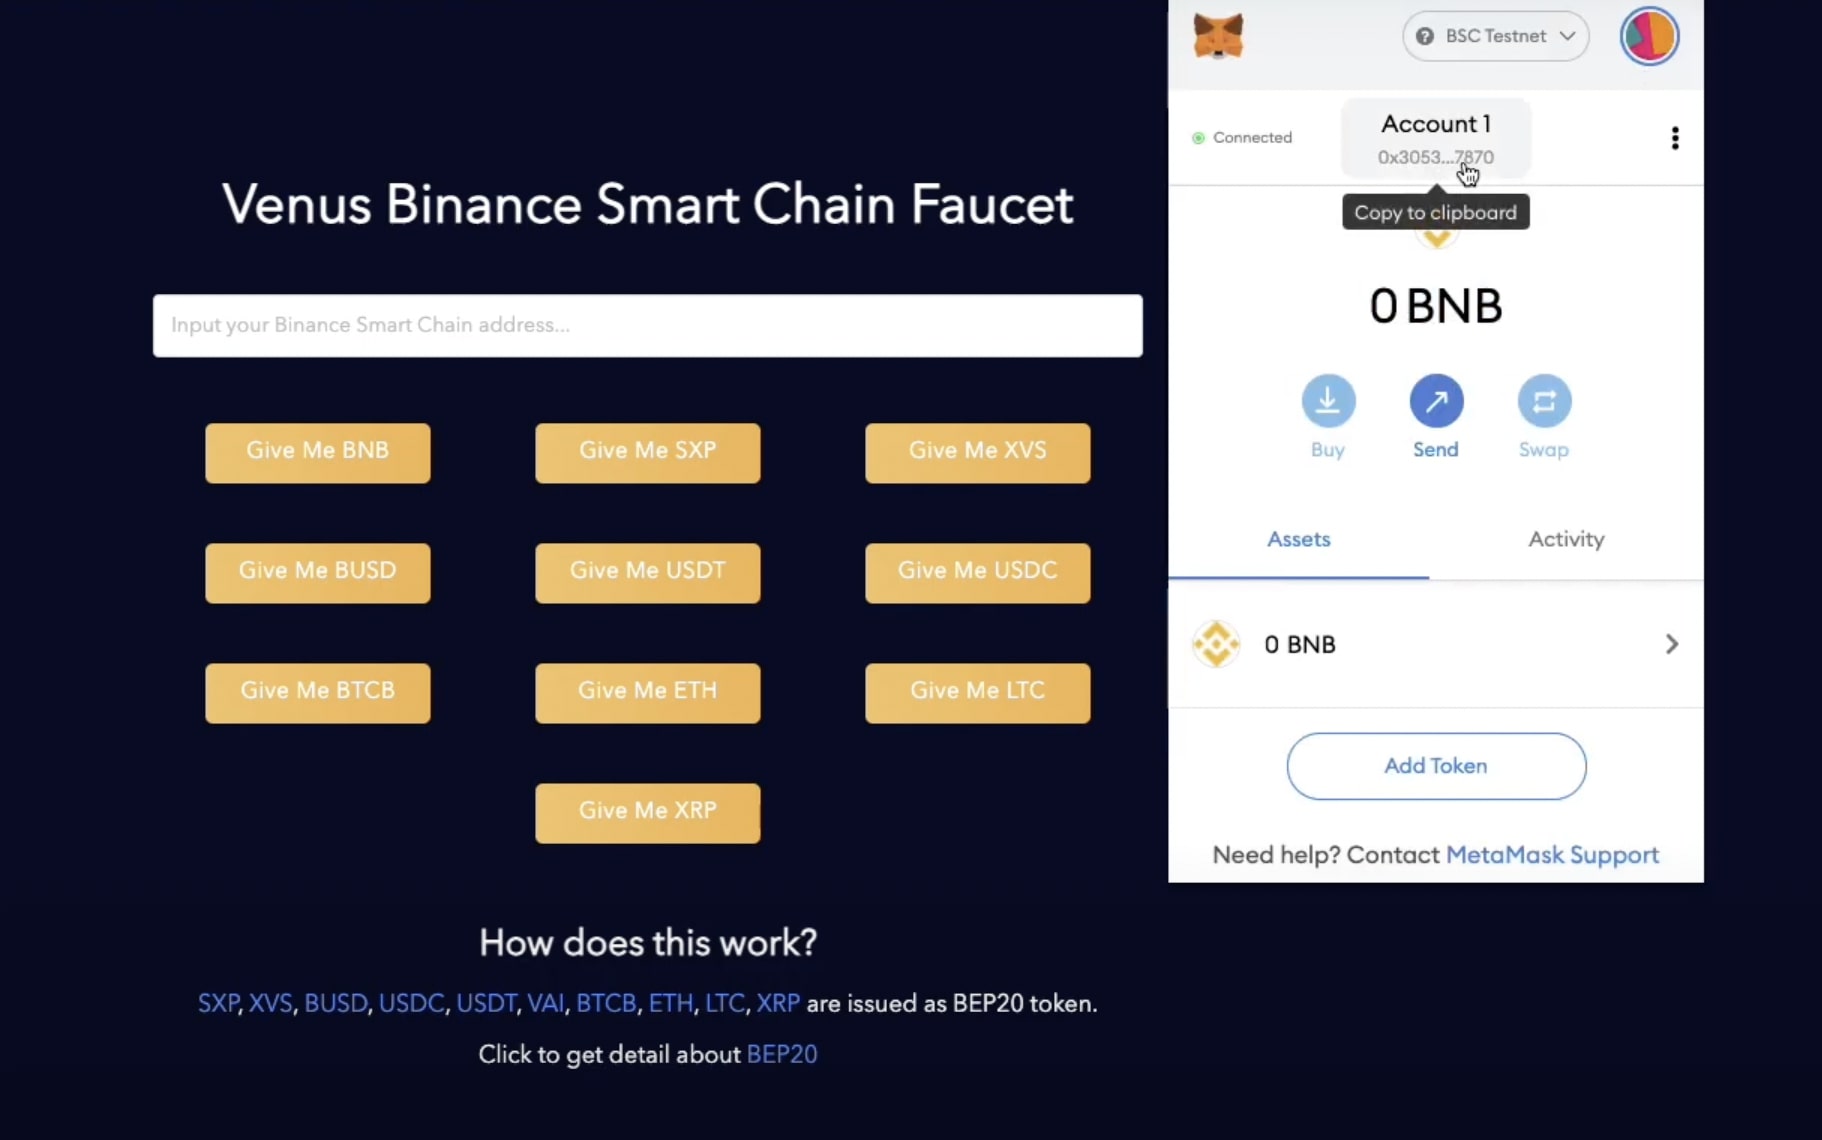 Venus Binance Smart Chain Faucet
Input your Binance Smart Chain address...
Give Me BNB
Give Me SXP
Give Me XVS
Give Me BUSD
Give Me USDT
Give Me USDC
Give Me BTCB
Give Me ETH
Give Me LTC
Give Me XRP
How does this work?
SXP, XVS, BUSD, USDC, USDT, VAI, BTCB, ETH, LTC, XRP are issued as BEP20 token.
Click to get detail about BEP20
BSC Testnet
Connected
Account 1
0x3053...7870
Copy to clipboard
0 BNB
Buy
Send
Swap
Assets
Activity
0 BNB
Add Token
Need help? Contact MetaMask Support